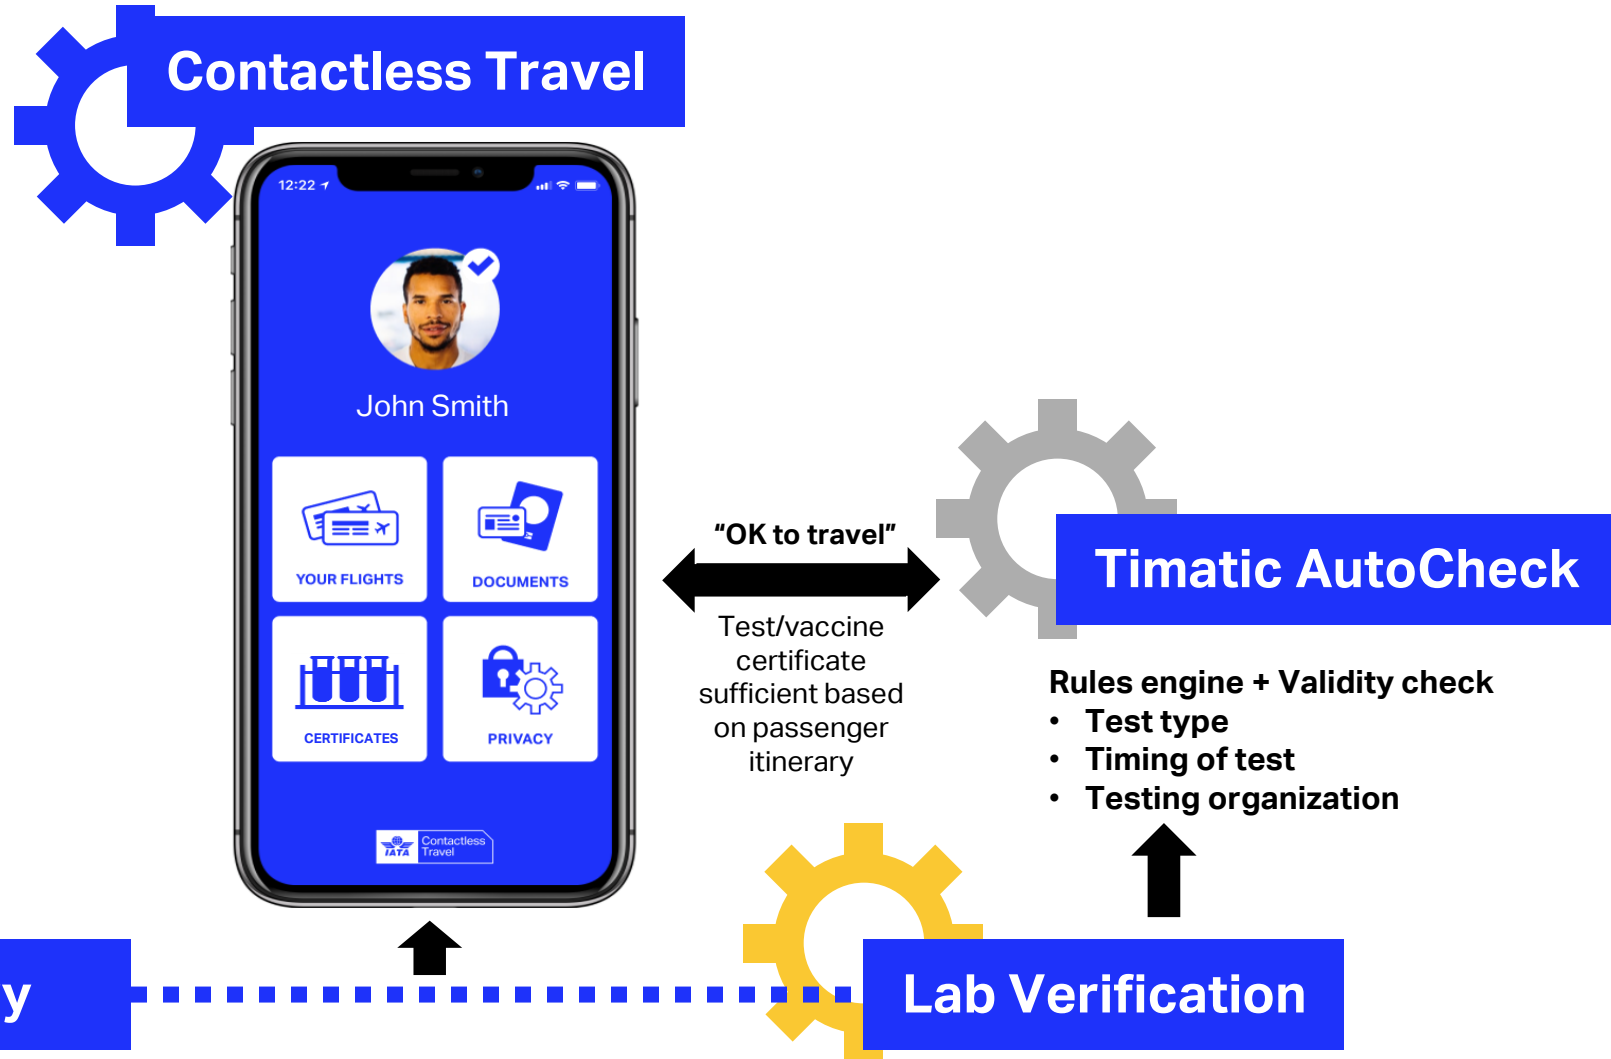 Contactless Travel
12:22
John Smith
YOUR FLIGHTS
DOCUMENTS
CERTIFICATES
PRIVACY
IATA
Contactless
Travel
“OK to travel”
Test/vaccine
certificate
sufficient based
on passenger
itinerary
Timatic AutoCheck
Rules engine + Validity check
• Test type
• Timing of test
• Testing organization
y
Lab Verification